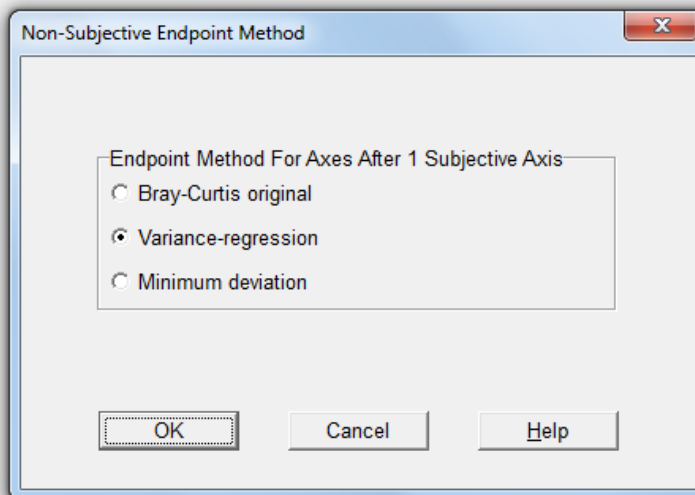 Non-Subjective Endpoint Method
Endpoint Method For Axes After 1 Subjective Axis
Bray-Curtis original
Variance-regression
Minimum deviation
OK Cancel Help